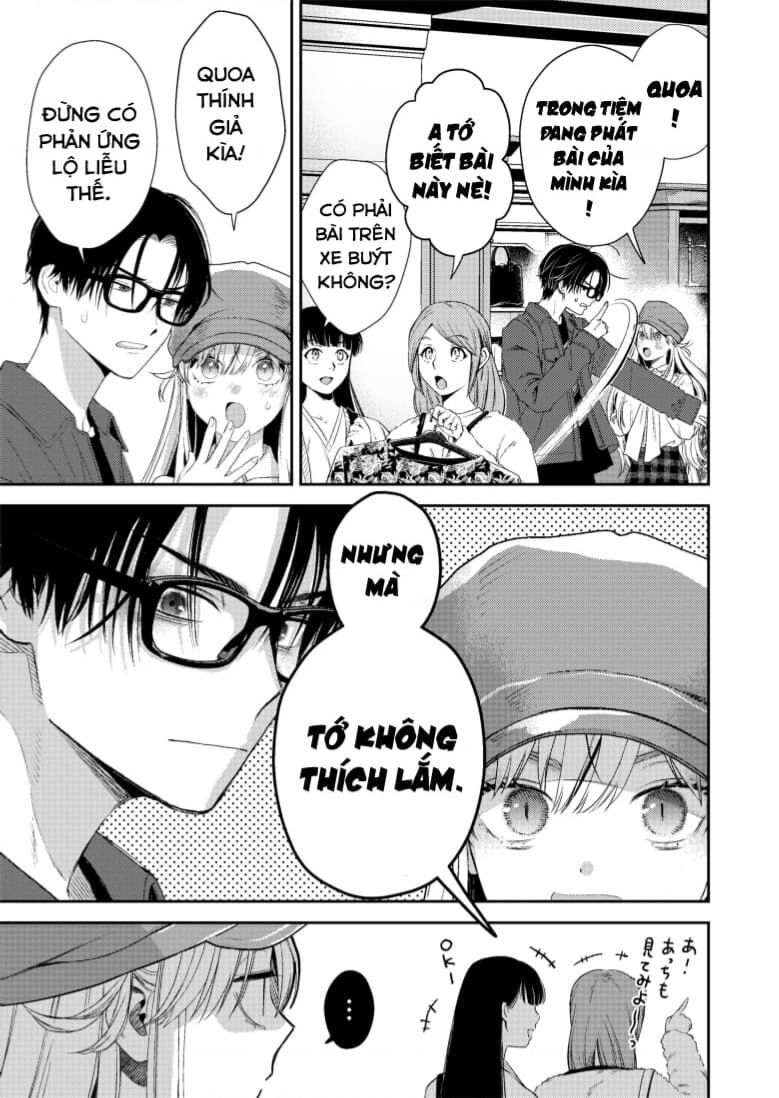 QUOA
!
TRONG TIỆM
ĐANG PHÁT
BÀI CỦA
MÌNH KÌA
!
A TỚ
BIẾT BÀI
NÀY NÈ!
CÓ PHẢI
BÀI TRÊN
XE BUÝT
KHÔNG?
QUOA
THÍNH
GIẢ
KÌA!
ĐỪNG CÓ
PHẢN ỨNG
LỘ LIỄU
THẾ.
NHƯNG
MÀ
TỚ KHÔNG
THÍCH LẮM.
あ!
あっちも
見てみよ〜っ
OK!
...